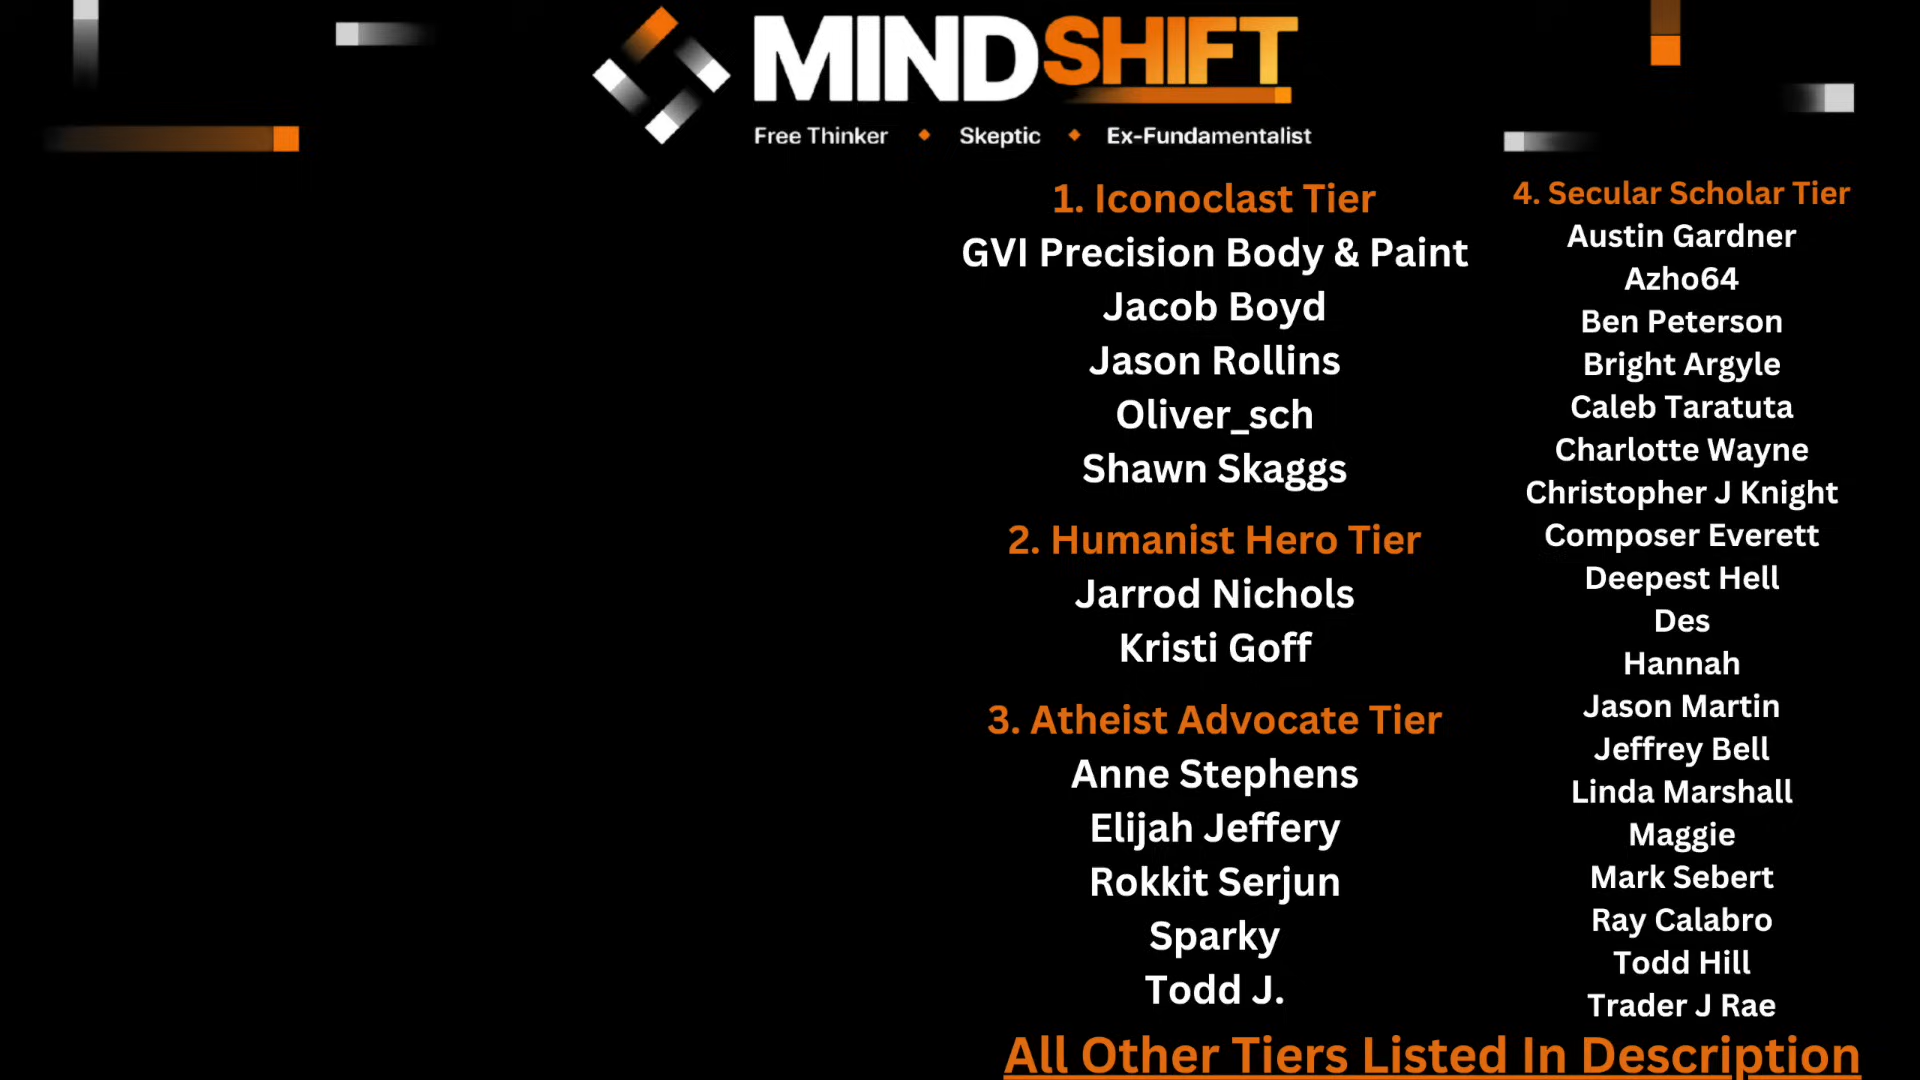 MINDSHIFT
Free Thinker ◆ Skeptic ◆ Ex-Fundamentalist
1. Iconoclast Tier
GVI Precision Body & Paint
Jacob Boyd
Jason Rollins
Oliver_sch
Shawn Skaggs
2. Humanist Hero Tier
Jarrod Nichols
Kristi Goff
3. Atheist Advocate Tier
Anne Stephens
Elijah Jeffery
Rokkit Serjun
Sparky
Todd J.
4. Secular Scholar Tier
Austin Gardner
Azho64
Ben Peterson
Bright Argyle
Caleb Taratuta
Charlotte Wayne
Christopher J Knight
Composer Everett
Deepest Hell
Des
Hannah
Jason Martin
Jeffrey Bell
Linda Marshall
Maggie
Mark Sebert
Ray Calabro
Todd Hill
Trader J Rae
All Other Tiers Listed In Description